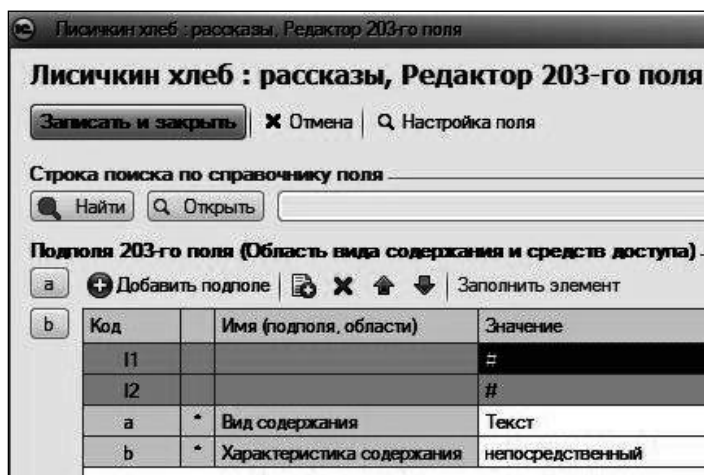 1С Лисичкин хлеб : рассказы, Редактор 203-го поля
Лисичкин хлеб : рассказы, Редактор 203-го поля
Записать и закрыть Отмена Настройка поля
Строка поиска по справочнику поля
Найти Открыть
Подполя 203-го поля (Область вида содержания и средств доступа)
a Добавить подполе Заполнить элемент
b Код Имя (подполя, области) Значение
I1 #
I2 #
a * Вид содержания Текст
b * Характеристика содержания непосредственный